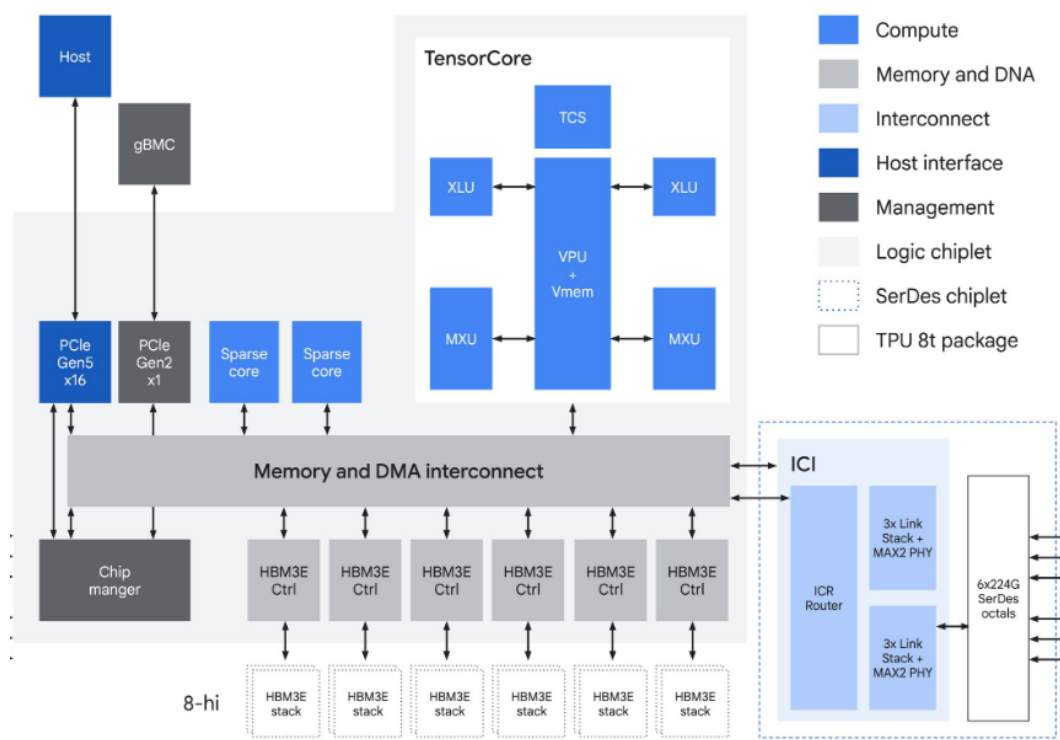 Host
gBMC
TensorCore
TCS
XLU
XLU
VPU
+
Vmem
MXU
MXU
Compute
Memory and DNA
Interconnect
Host interface
Management
Logic chiplet
SerDes chiplet
TPU 8t package
PCIe
Gen5
x16
PCIe
Gen2
x1
Sparse
core
Sparse
core
Memory and DMA interconnect
Chip
manger
HBM3E
Ctrl
HBM3E
Ctrl
HBM3E
Ctrl
HBM3E
Ctrl
HBM3E
Ctrl
HBM3E
Ctrl
8-hi
HBM3E
stack
HBM3E
stack
HBM3E
stack
HBM3E
stack
HBM3E
stack
HBM3E
stack
ICI
ICR
Router
3x Link
Stack +
MAX2 PHY
3x Link
Stack +
MAX2 PHY
6x224G
SerDes
octals